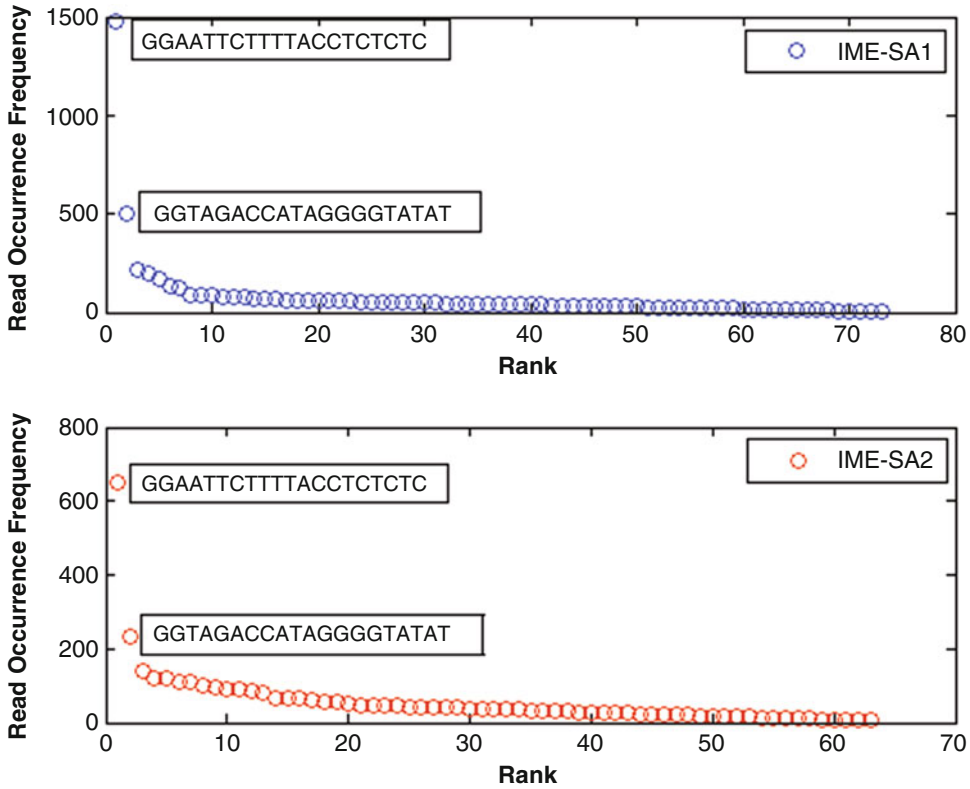 1500
GGAATTCTTTTACCTCTCTC
IME-SA1
1000
500
GGTAGACCATAGGGGTATAT
0
Read Occurrence Frequency
0 10 20 30 40 50 60 70 80
Rank
800
IME-SA2
GGAATTCTTTTACCTCTCTC
600
400
GGTAGACCATAGGGGTATAT
200
0
Read Occurrence Frequency
10 20 30 40 50 60 70
Rank